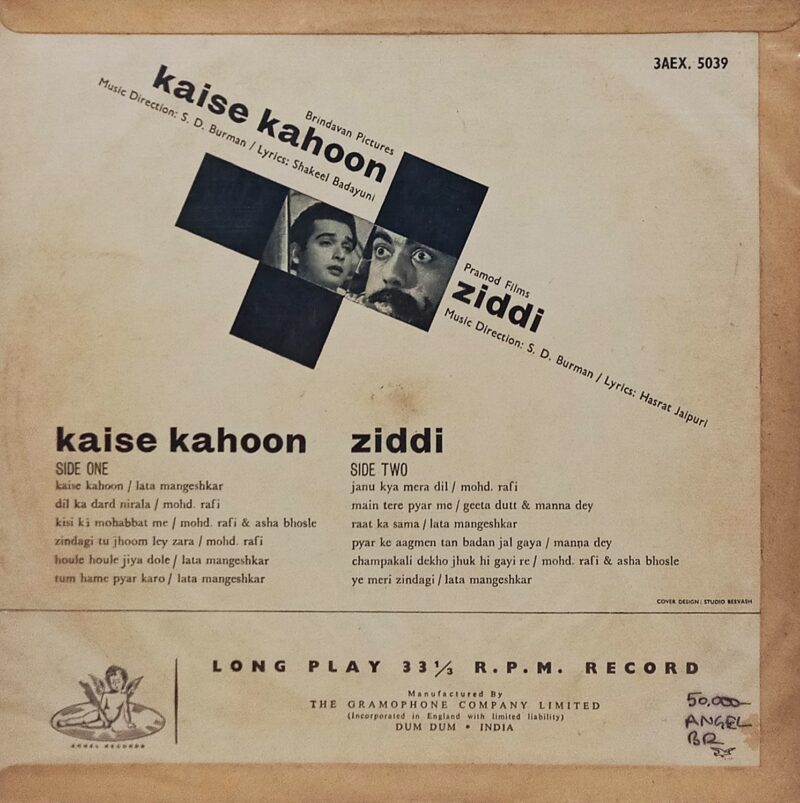 3AEX. 5039
Brindavan Pictures
kaise kahoon
Music Direction: S. D. Burman / Lyrics: Shakeel Badayuni
Pramod Films
ziddi
Music Direction: S. D. Burman / Lyrics: Hasrat Jaipuri
kaise kahoon
SIDE ONE
kaise kahoon / lata mangeshkar
dil ka dard nirala / mohd. rafi
kisi ki mohabbat me / mohd. rafi & asha bhosle
zindagi tu jhoom ley zara / mohd. rafi
houle houle jiya dole / lata mangeshkar
tum hame pyar karo / lata mangeshkar
ziddi
SIDE TWO
janu kya mera dil / mohd. rafi
main tere pyar me / geeta dutt & manna dey
raat ka sama / lata mangeshkar
pyar ke aagmen tan badan jal gaya / manna dey
champakali dekho jhuk hi gayi re / mohd. rafi & asha bhosle
ye meri zindagi / lata mangeshkar
COVER DESIGN: STUDIO BEEVASH
LONG PLAY 33⅓ R.P.M. RECORD
Manufactured By
THE GRAMOPHONE COMPANY LIMITED
(Incorporated in England with limited liability)
DUM DUM • INDIA
ANGEL RECORDS
50,000
ANGEL
BR